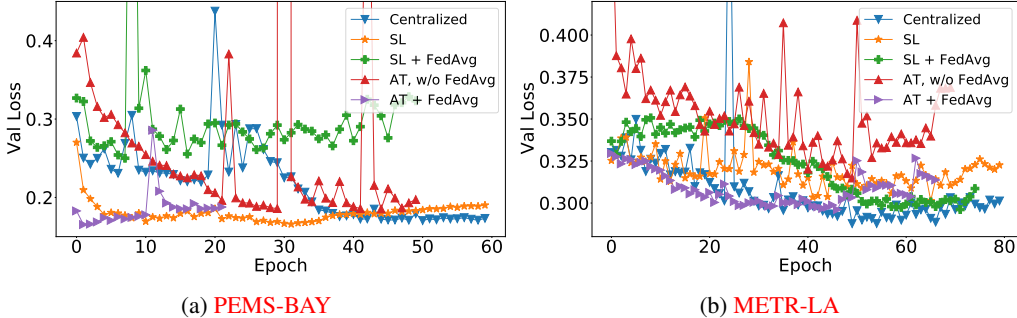 Val Loss
0.4
0.3
0.2
0
10
20
30
40
50
60
Epoch
Centralized
SL
SL + FedAvg
AT, w/o FedAvg
AT + FedAvg
(a) PEMS-BAY
Val Loss
0.400
0.375
0.350
0.325
0.300
0
20
40
60
80
Epoch
Centralized
SL
SL + FedAvg
AT, w/o FedAvg
AT + FedAvg
(b) METR-LA